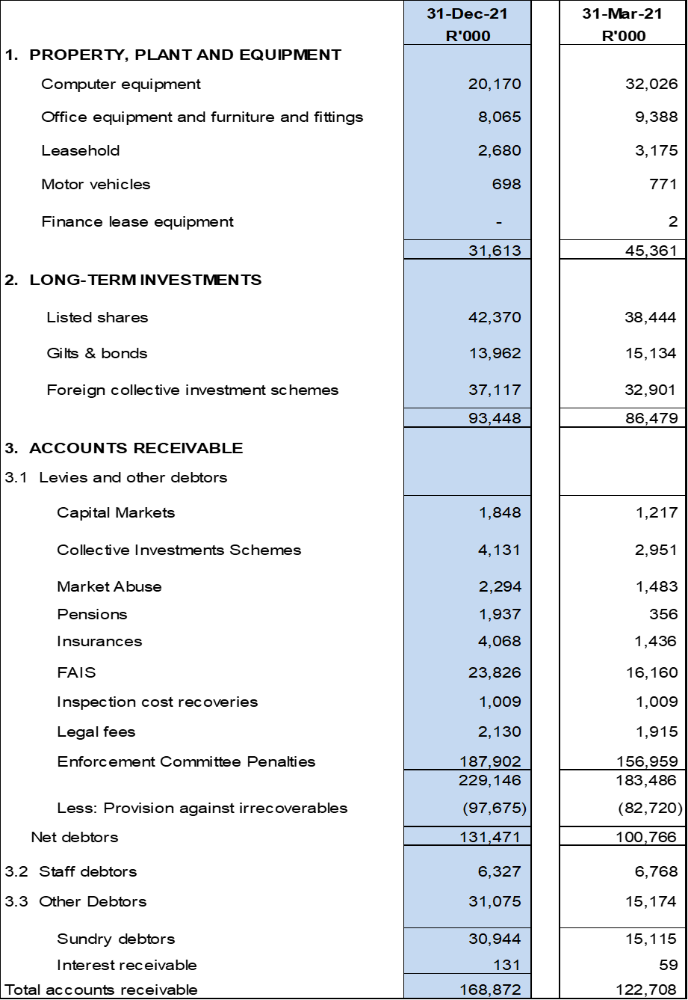 31-Dec-21 31-Mar-21
R'000 R'000
1. PROPERTY, PLANT AND EQUIPMENT
Computer equipment 20,170 32,026
Office equipment and furniture and fittings 8,065 9,388
Leasehold 2,680 3,175
Motor vehicles 698 771
Finance lease equipment - 2
31,613 45,361
2. LONG-TERM INVESTMENTS
Listed shares 42,370 38,444
Gilts & bonds 13,962 15,134
Foreign collective investment schemes 37,117 32,901
93,448 86,479
3. ACCOUNTS RECEIVABLE
3.1 Levies and other debtors
Capital Markets 1,848 1,217
Collective Investments Schemes 4,131 2,951
Market Abuse 2,294 1,483
Pensions 1,937 356
Insurances 4,068 1,436
FAIS 23,826 16,160
Inspection cost recoveries 1,009 1,009
Legal fees 2,130 1,915
Enforcement Committee Penalties 187,902 156,959
229,146 183,486
Less: Provision against irrecoverables (97,675) (82,720)
Net debtors 131,471 100,766
3.2 Staff debtors 6,327 6,768
3.3 Other Debtors 31,075 15,174
Sundry debtors 30,944 15,115
Interest receivable 131 59
Total accounts receivable 168,872 122,708